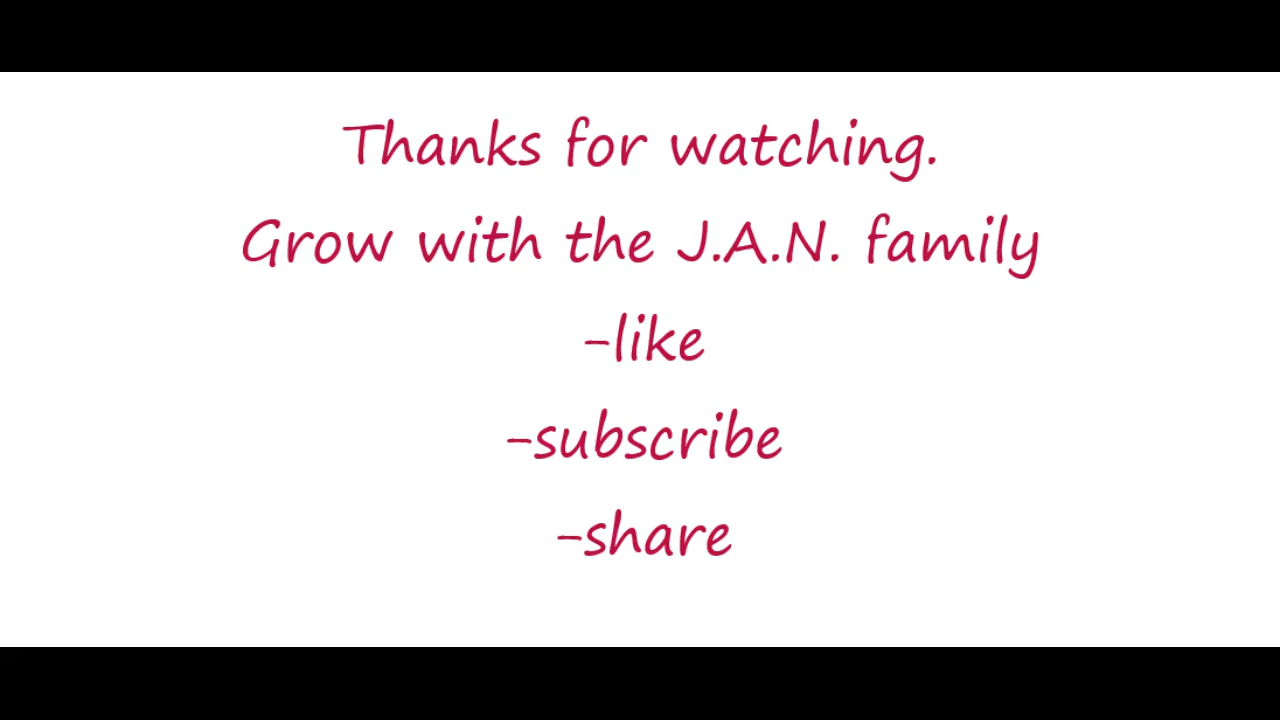 Thanks for watching.
Grow with the J.A.N. family
-like
-subscribe
-share